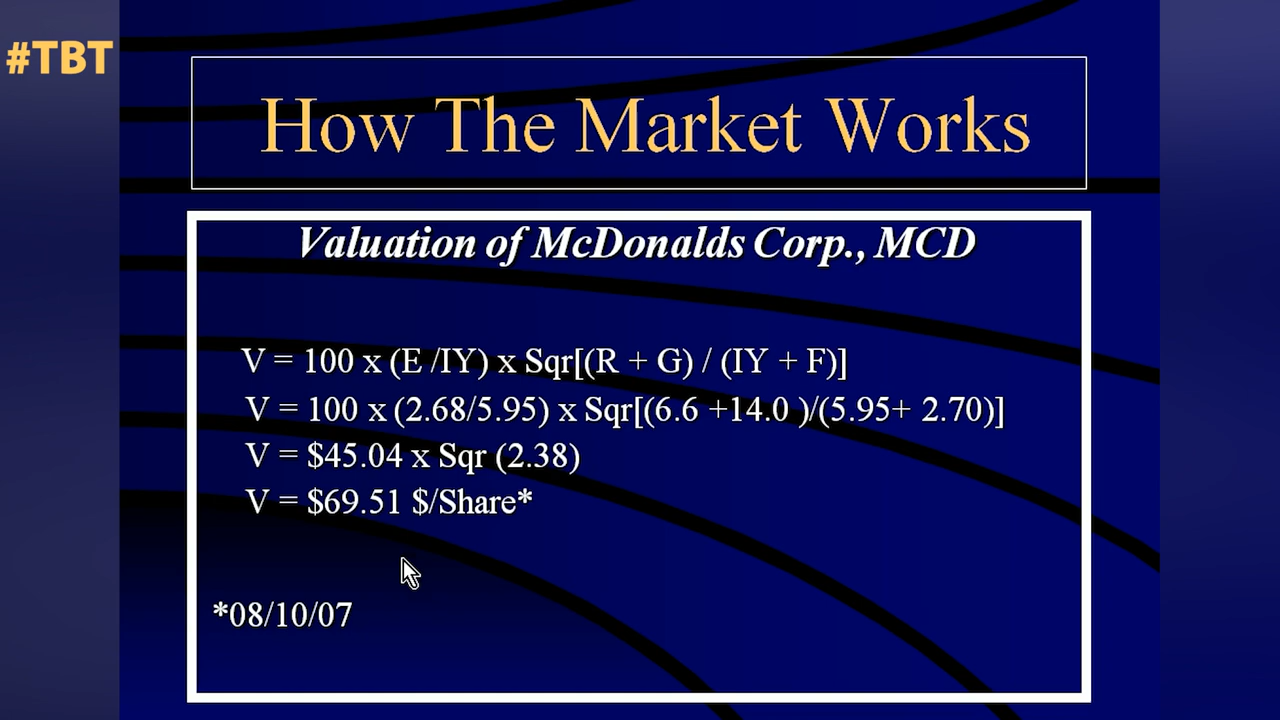 #TBT
How The Market Works
Valuation of McDonalds Corp., MCD
V = 100 x (E /IY) x Sqr[(R + G) / (IY + F)]
V = 100 x (2.68/5.95) x Sqr[(6.6 +14.0 )/(5.95+ 2.70)]
V = $45.04 x Sqr (2.38)
V = $69.51 $/Share*
*08/10/07